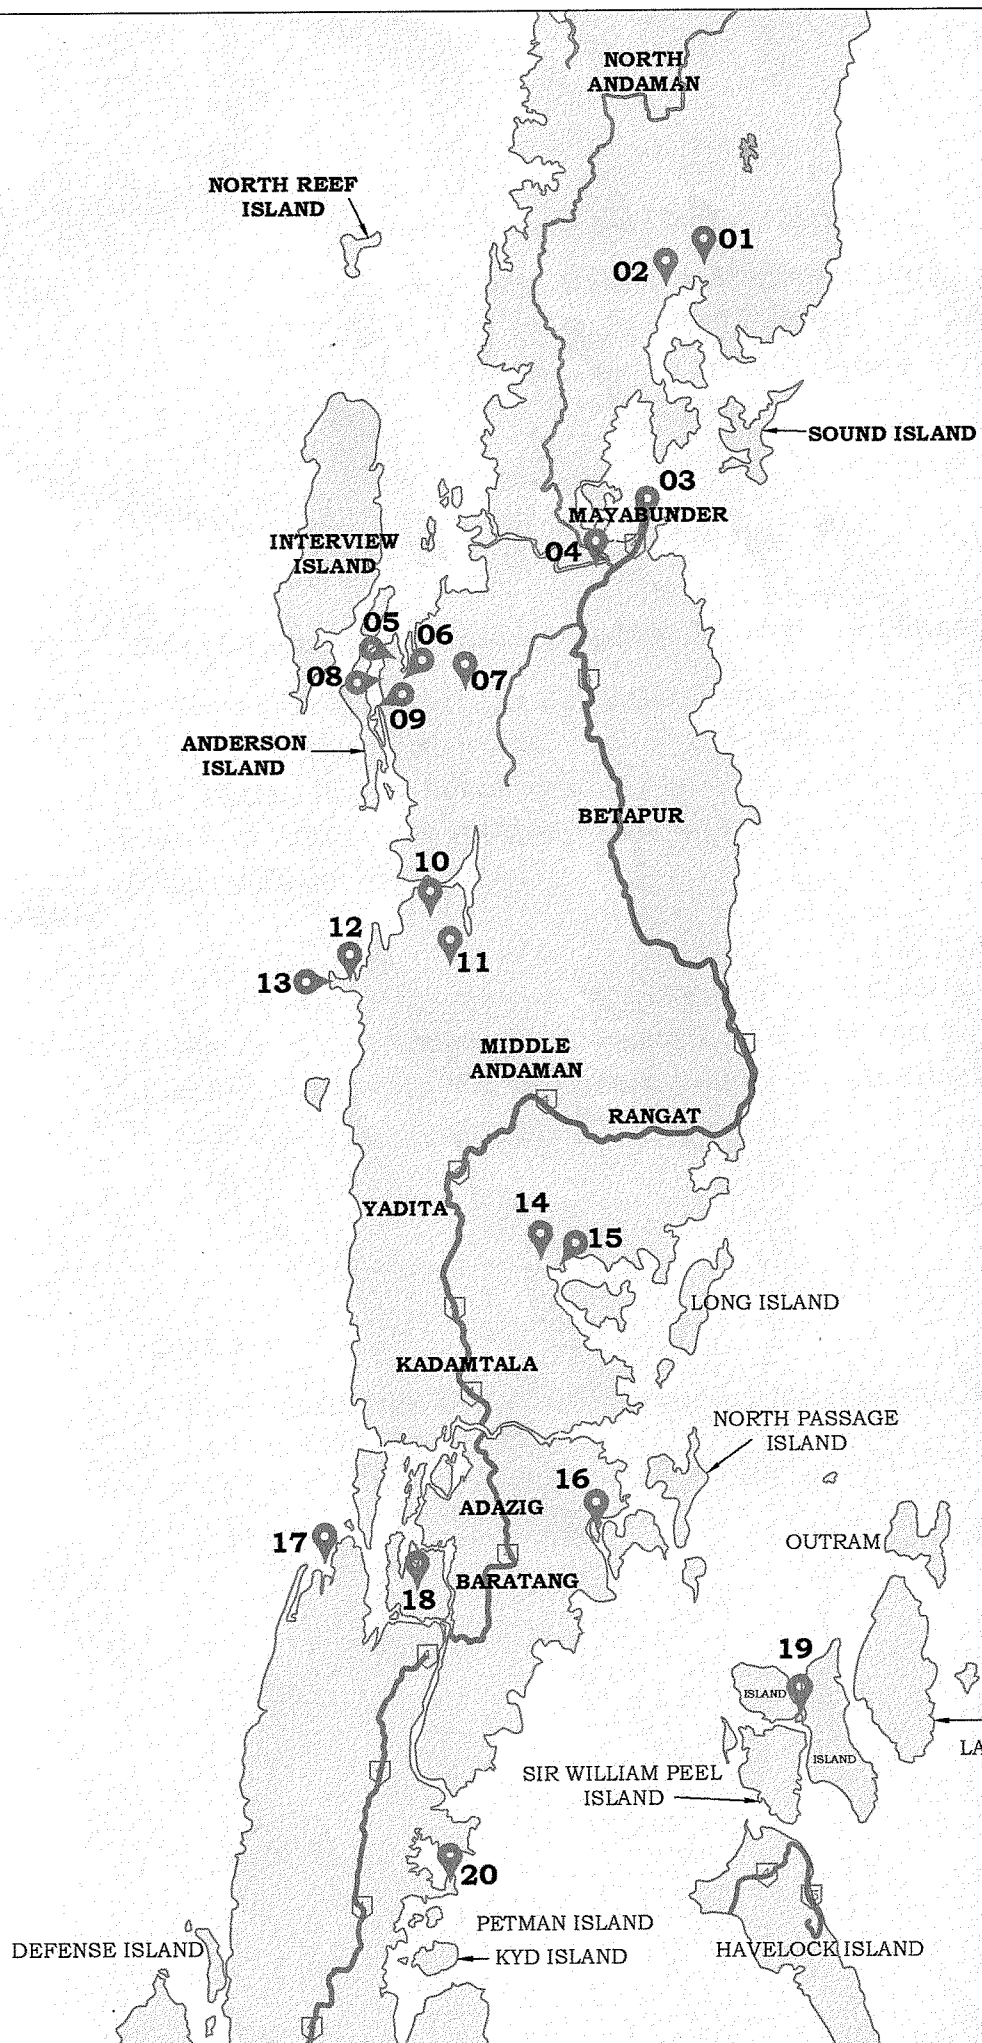 NORTH
ANDAMAN
NORTH REEF
ISLAND
01
02
SOUND ISLAND
03
MAYABUNDER
04
INTERVIEW
ISLAND
05
06
07
08
09
ANDERSON
ISLAND
BETAPUR
10
11
12
13
MIDDLE
ANDAMAN
RANGAT
YADITA
14
15
LONG ISLAND
KADAMTALA
NORTH PASSAGE
ISLAND
16
ADAZIG
OUTRAM
17
BARATANG
18
19
ISLAND
ISLAND
LA
SIR WILLIAM PEEL
ISLAND
20
PETMAN ISLAND
DEFENSE ISLAND
KYD ISLAND
HAVELOCK ISLAND